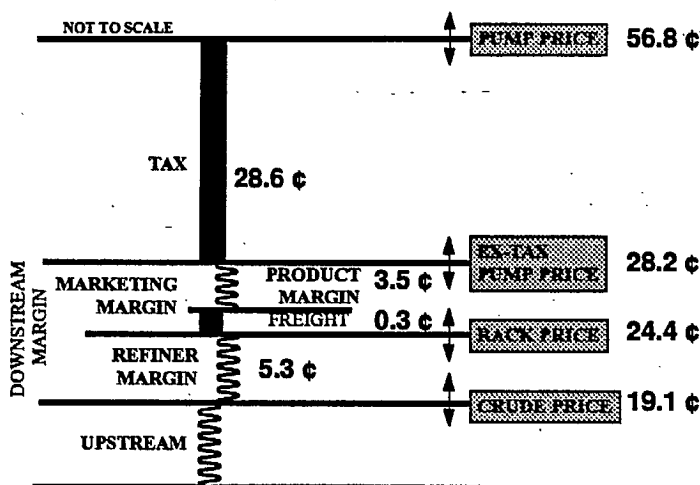 NOT TO SCALE
PUMP PRICE 56.8 ¢
TAX
28.6 ¢
EX-TAX
PUMP PRICE
28.2 ¢
DOWNSTREAM
MARGIN
MARKETING
MARGIN
PRODUCT
MARGIN
3.5 ¢
FREIGHT 0.3 ¢
RACK PRICE 24.4 ¢
REFINER
MARGIN
5.3 ¢
CRUDE PRICE 19.1 ¢
UPSTREAM